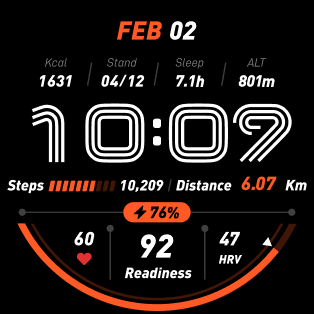 FEB 02
Kcal Stand Sleep ALT
1631 04/12 7.1h 801m
10:09
Steps 10,209 Distance 6.07 Km
76%
60 92 47
Readiness HRV